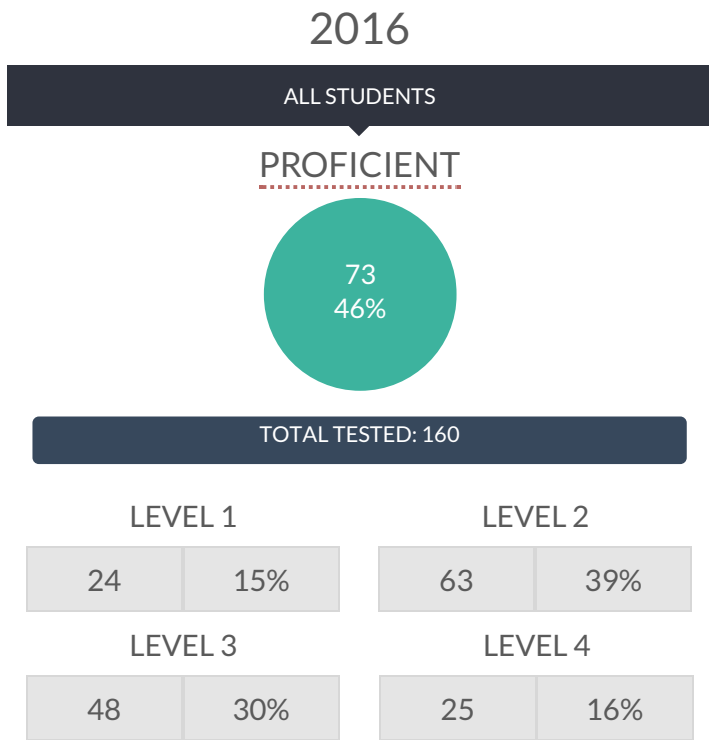 2016
ALL STUDENTS
PROFICIENT
73
46%
TOTAL TESTED: 160
LEVEL 1 LEVEL 2
24 15% 63 39%
LEVEL 3 LEVEL 4
48 30% 25 16%